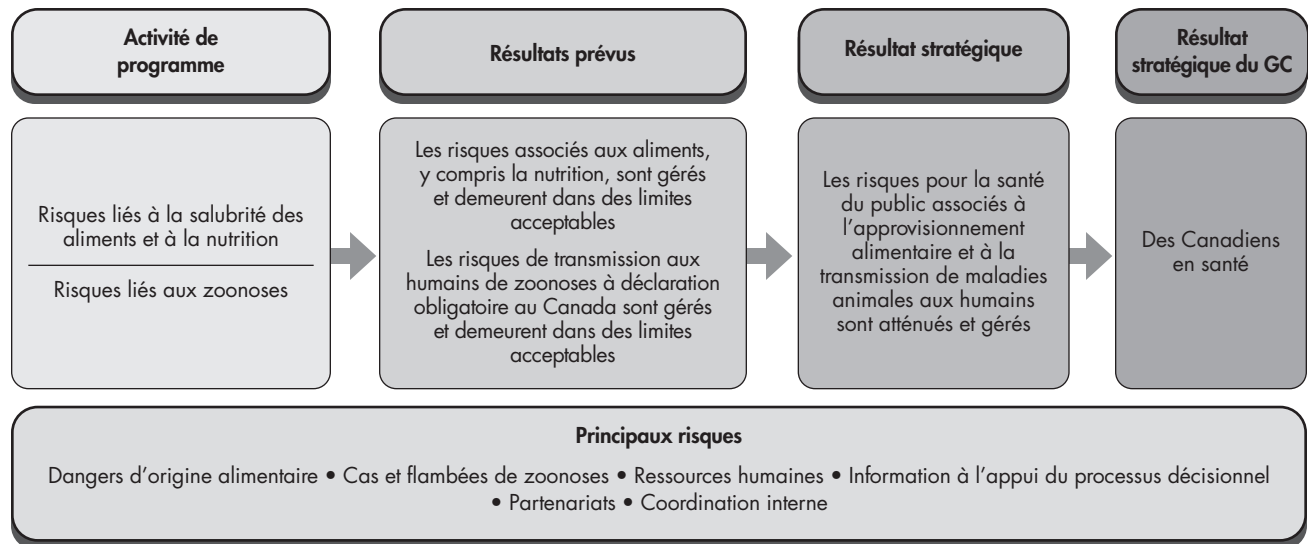 Activité de
programme
Résultats prévus
Résultat stratégique
Résultat
stratégique du GC
Risques liés à la salubrité des
aliments et à la nutrition
Risques liés aux zoonoses
Les risques associés aux aliments,
y compris la nutrition, sont gérés
et demeurent dans des limites
acceptables
Les risques de transmission aux
humains de zoonoses à déclaration
obligatoire au Canada sont gérés
et demeurent dans des limites
acceptables
Les risques pour la santé
du public associés à
l'approvisionnement
alimentaire et à la
transmission de maladies
animales aux humains
sont atténués et gérés
Des Canadiens
en santé
Principaux risques
Dangers d'origine alimentaire • Cas et flambées de zoonoses • Ressources humaines • Information à l'appui du processus décisionnel
• Partenariats • Coordination interne